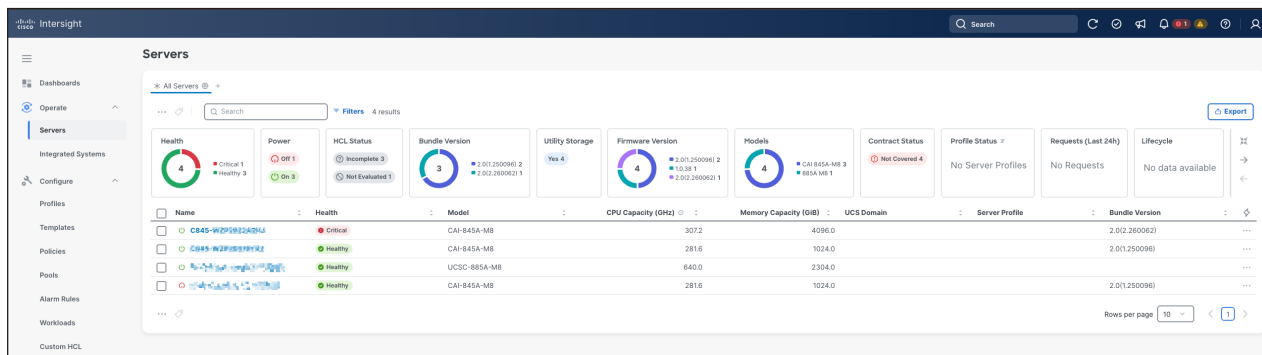 CISCO Intersight
Search
1
Servers
Dashboards
Operate
Servers
Integrated Systems
Configure
Profiles
Templates
Policies
Pools
Alarm Rules
Workloads
Custom HCL
All Servers +
... Search Filters 4 results Export
Health
4
Critical 1
Healthy 3
Power
Off 1
On 3
HCL Status
Incomplete 3
Not Evaluated 1
Bundle Version
3
2.0(1.250096) 2
2.0(2.260062) 1
Utility Storage
Yes 4
Firmware Version
4
2.0(1.250096) 2
1.0.38 1
2.0(2.260062) 1
Models
4
CAI 845A-M8 3
885A M8 1
Contract Status
Not Covered 4
Profile Status
No Server Profiles
Requests (Last 24h)
No Requests
Lifecycle
No data available
Name Health Model CPU Capacity (GHz) Memory Capacity (GiB) UCS Domain Server Profile Bundle Version
Critical CAI-845A-M8 307.2 4096.0 2.0(2.260062) ...
Healthy CAI-845A-M8 281.6 1024.0 2.0(1.250096) ...
Healthy UCSC-885A-M8 640.0 2304.0 ...
Healthy CAI-845A-M8 281.6 1024.0 2.0(1.250096) ...
... Rows per page 10 1